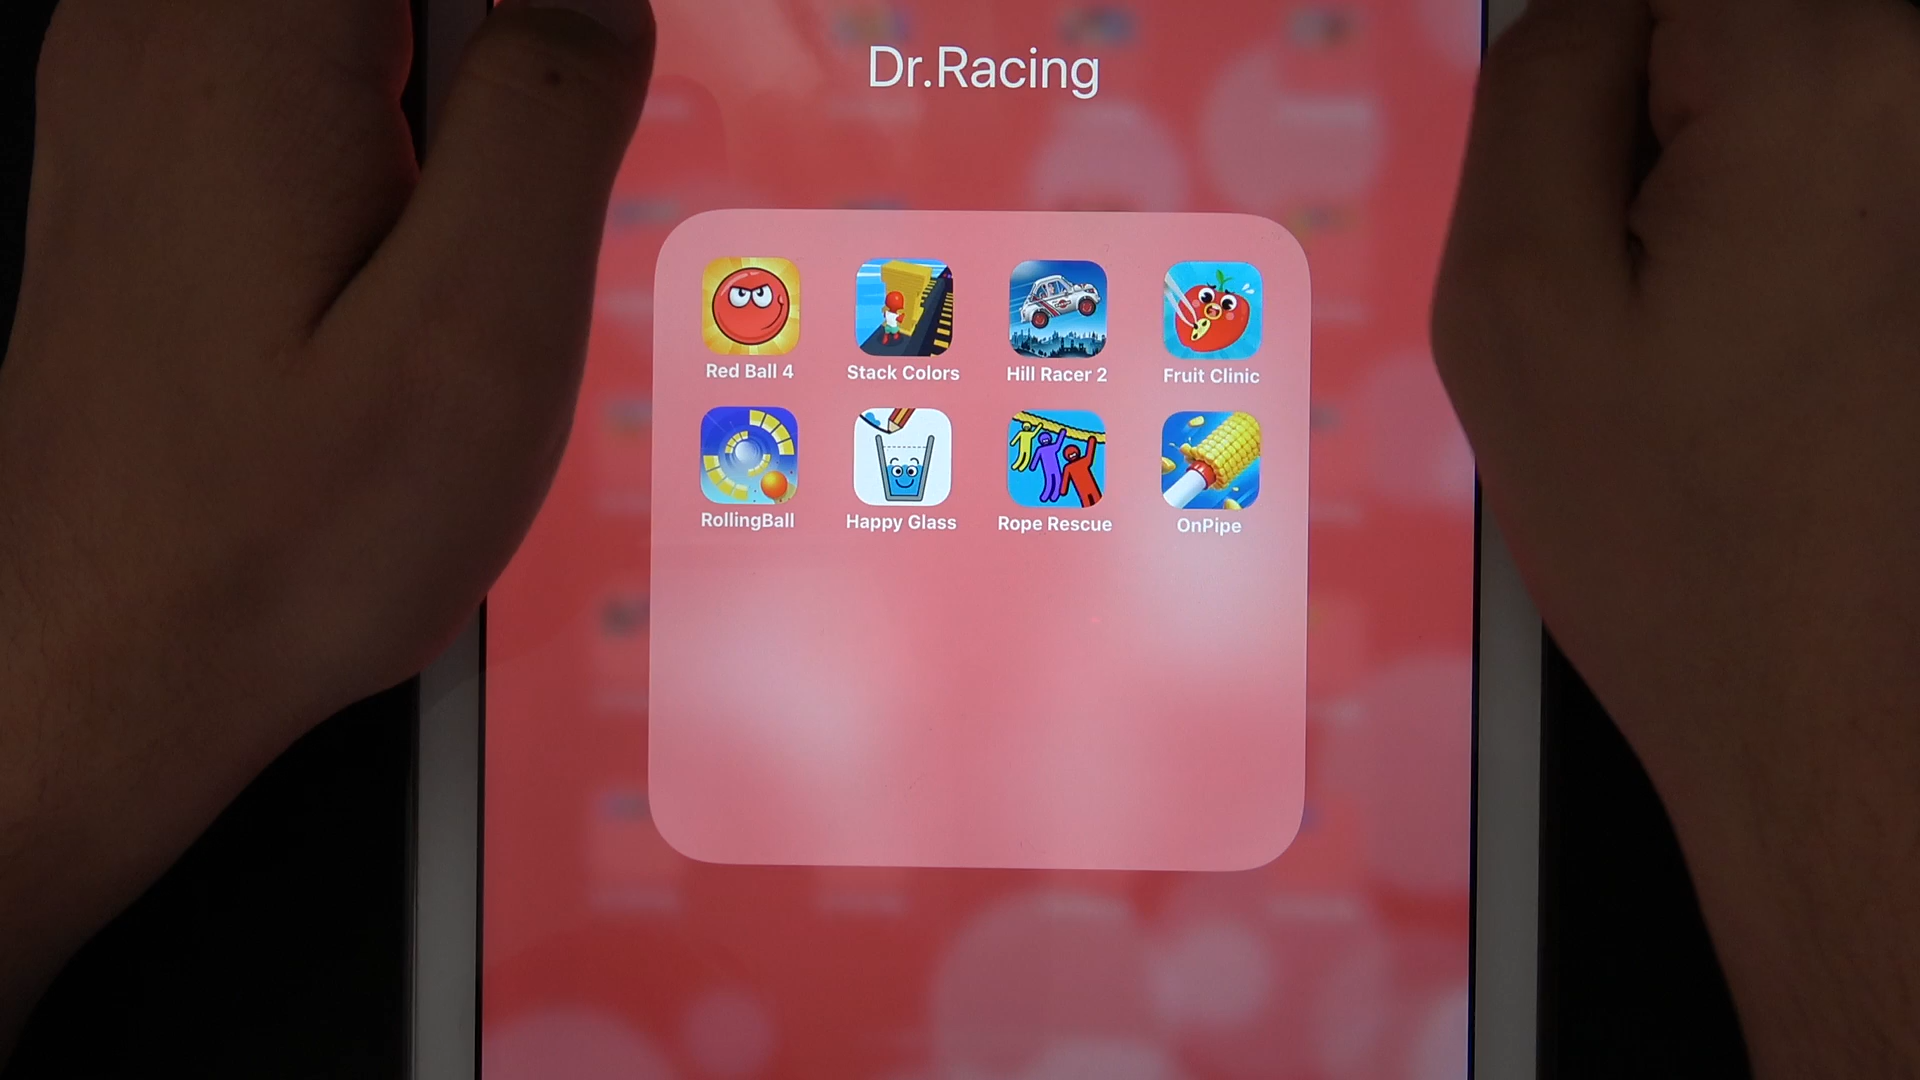 Dr.Racing
Red Ball 4
Stack Colors
Hill Racer 2
Fruit Clinic
RollingBall
Happy Glass
Rope Rescue
OnPipe